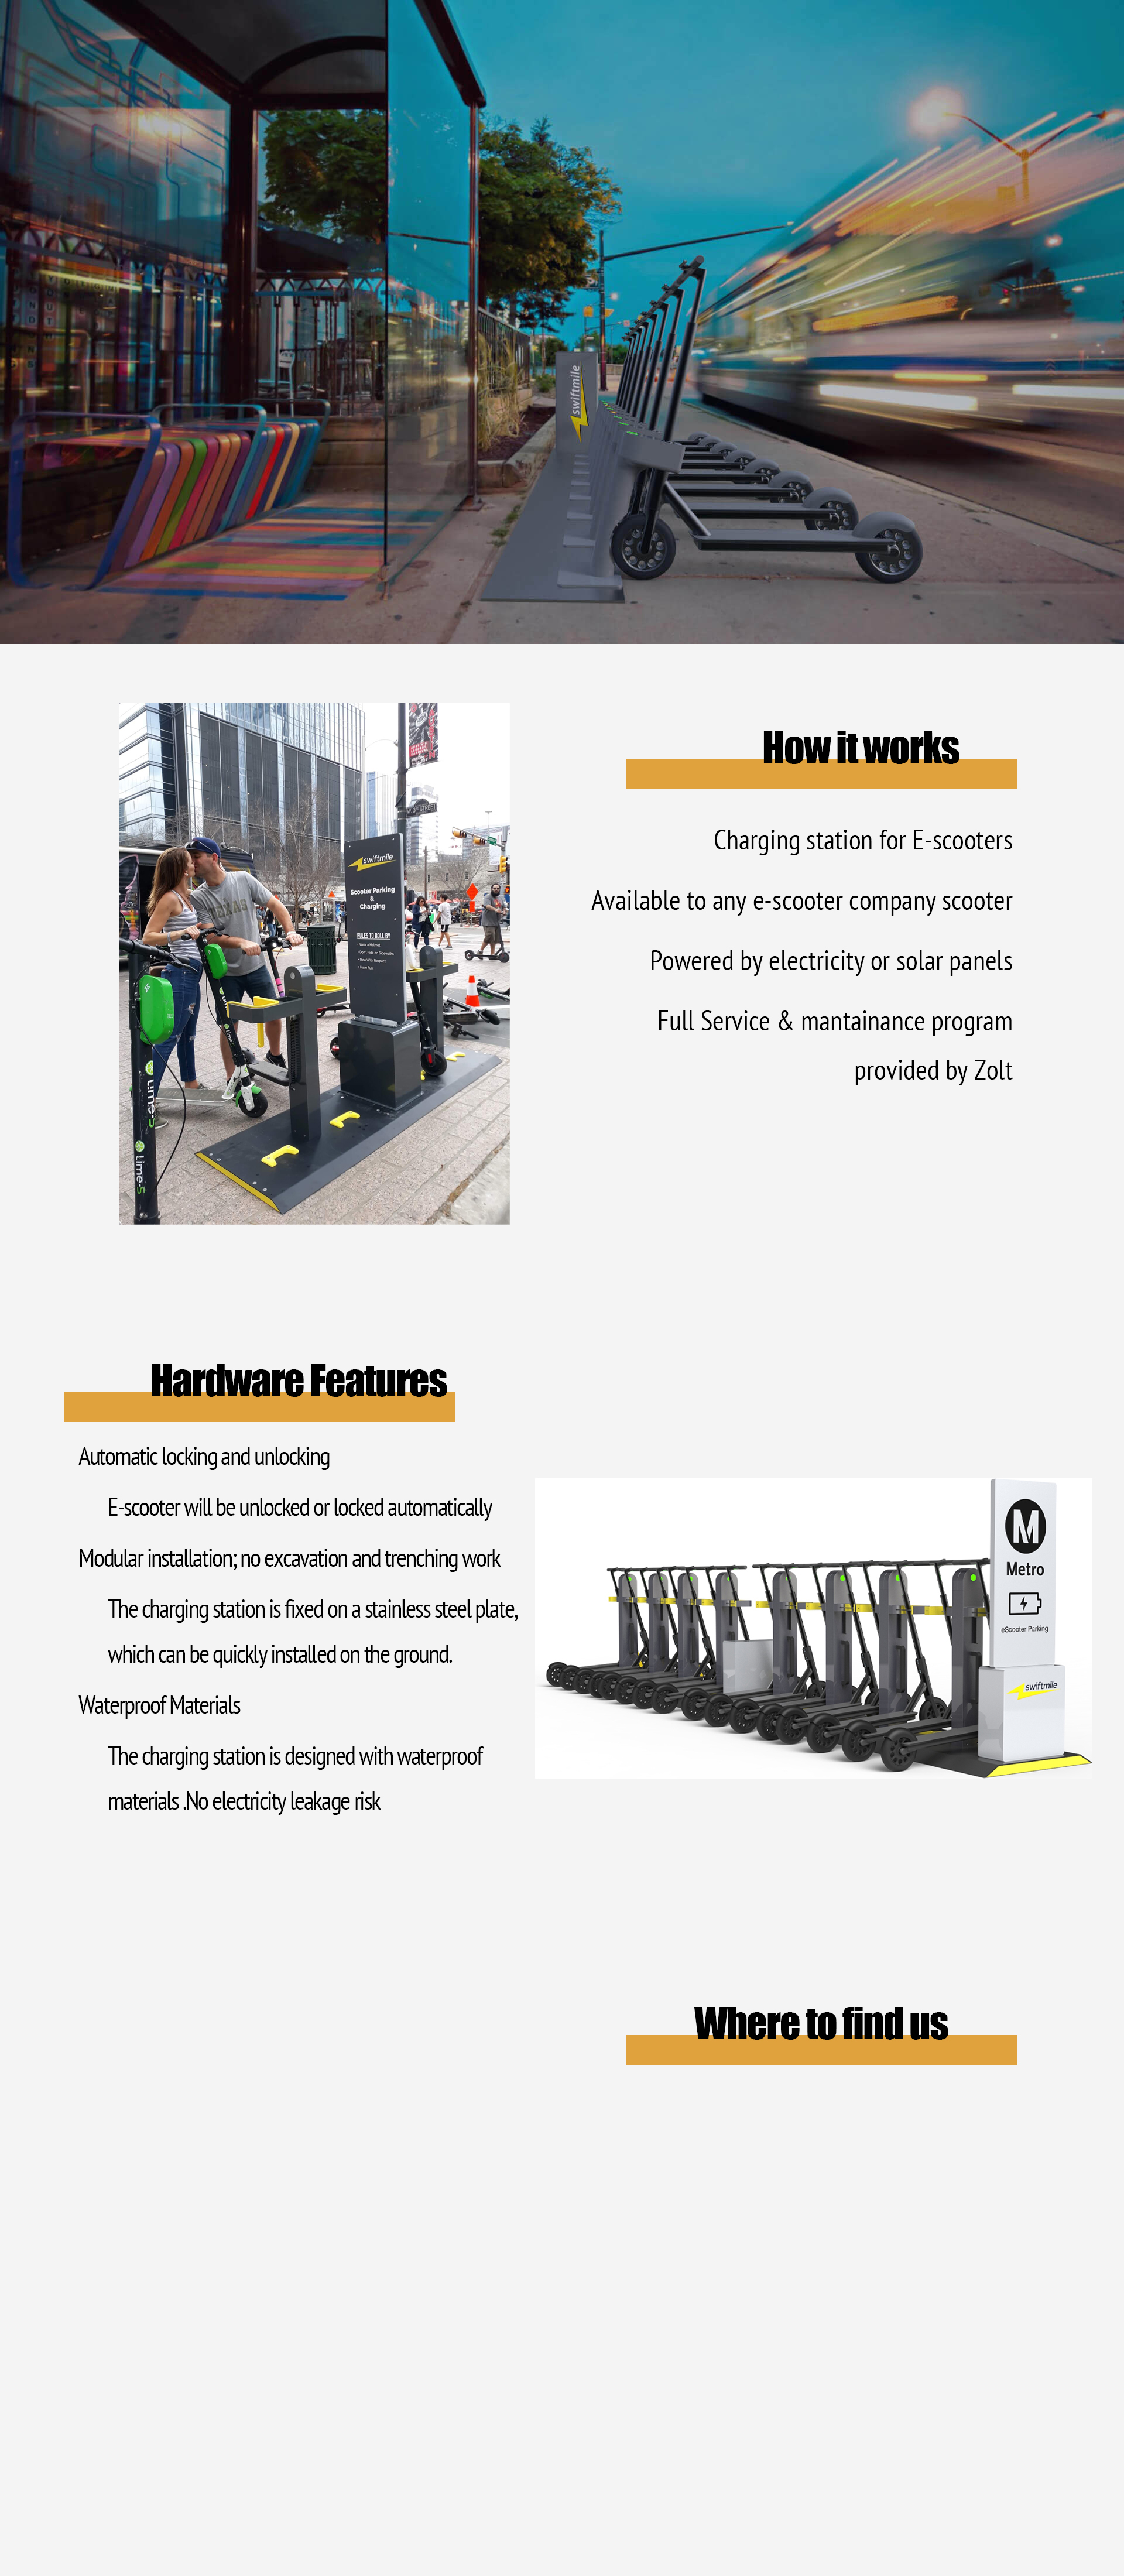 swiftmile
How it works
Charging station for E-scooters
Available to any e-scooter company scooter
Powered by electricity or solar panels
Full Service & mantainance program
provided by Zolt
swiftmile
Scooter Parking
&
Charging
RULES TO ROLL BY
Lime-S
Lime-S
Hardware Features
Automatic locking and unlocking
E-scooter will be unlocked or locked automatically
Modular installation; no excavation and trenching work
The charging station is fixed on a stainless steel plate,
which can be quickly installed on the ground.
Waterproof Materials
The charging station is designed with waterproof
materials .No electricity leakage risk
M
Metro
eScooter Parking
swiftmile
Where to find us